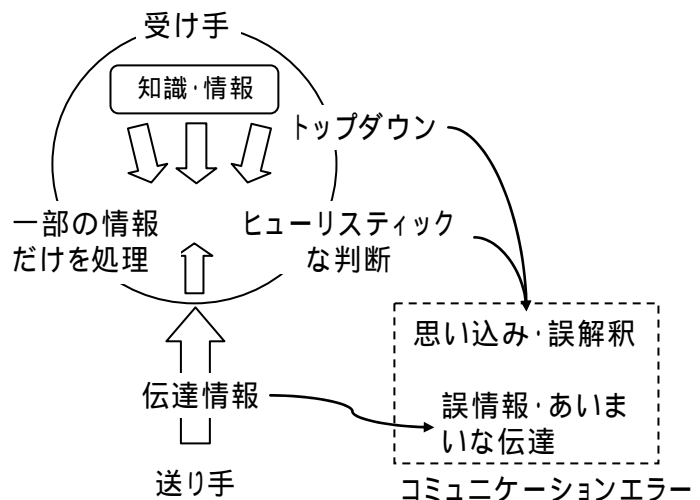 受け手
知識・情報
トップダウン
一部の情報
だけを処理
ヒューリスティック
な判断
思い込み・誤解釈
伝達情報
誤情報・あいま
いな伝達
送り手
コミュニケーションエラー